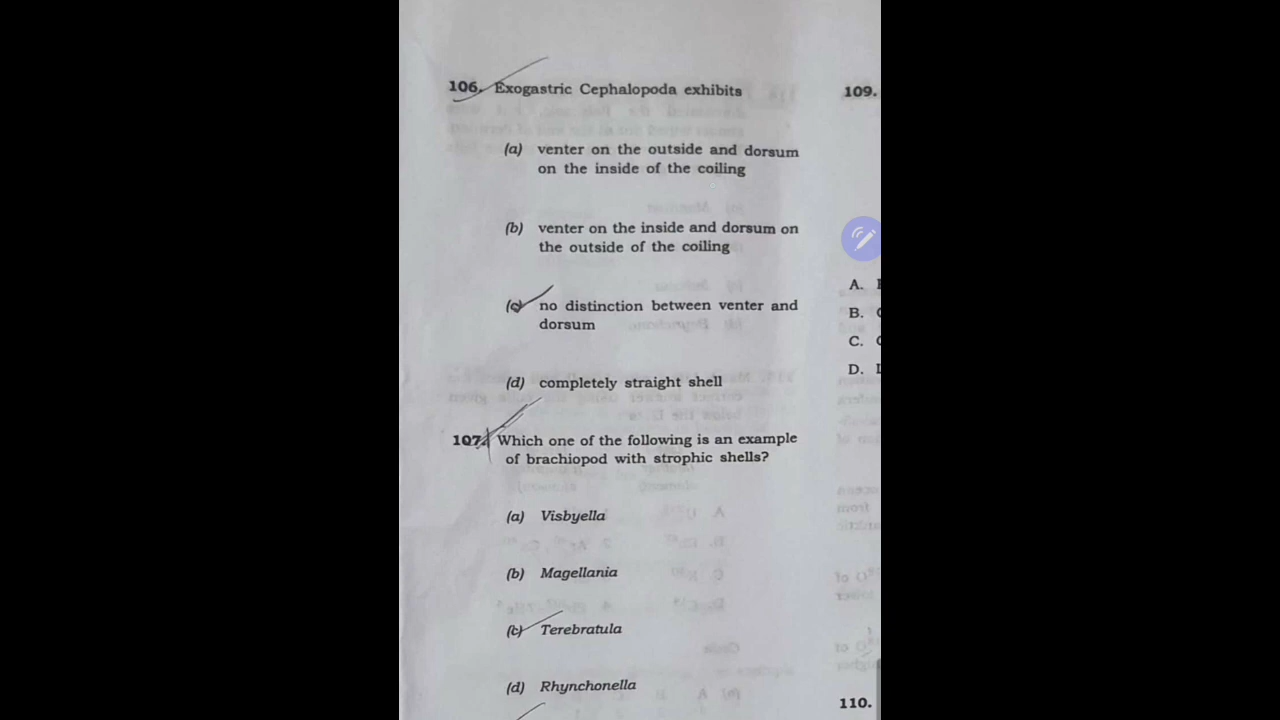 106. Exogastric Cephalopoda exhibits
(a) venter on the outside and dorsum
on the inside of the coiling
(b) venter on the inside and dorsum on
the outside of the coiling
(c) no distinction between venter and
dorsum
(d) completely straight shell
107. Which one of the following is an example
of brachiopod with strophic shells?
(a) Visbyella
(b) Magellania
(c) Terebratula
(d) Rhynchonella
109.
A.
B.
C.
D.
110.